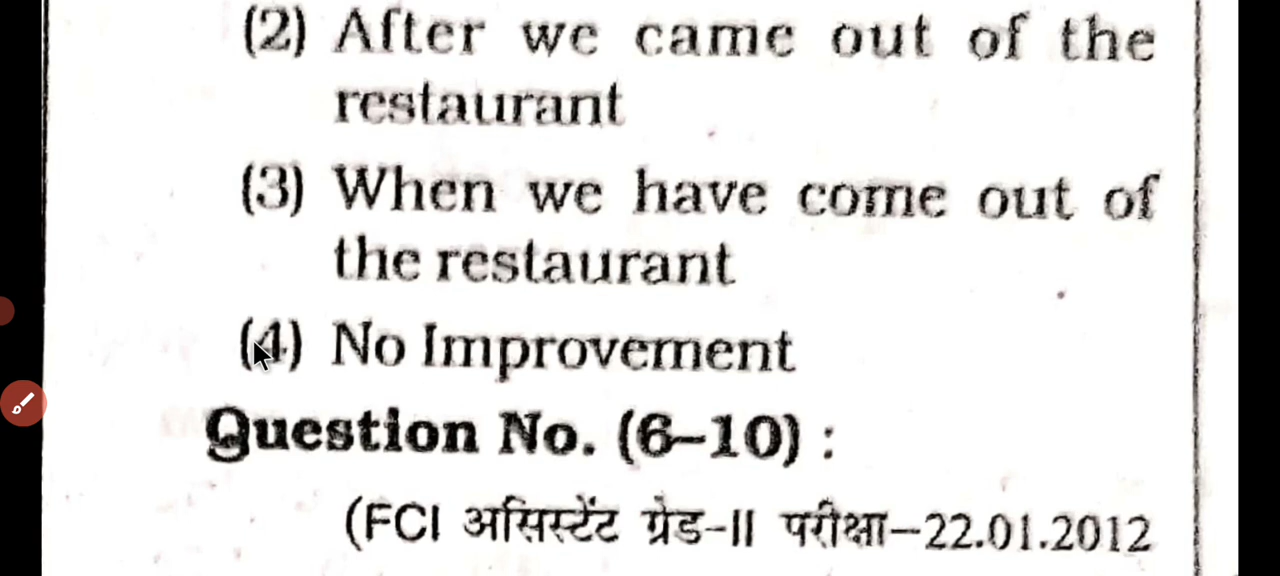 (2) After we came out of the
restaurant
(3) When we have come out of
the restaurant
(4) No Improvement
Question No. (6–10) :
(FCI असिस्टेंट ग्रेड-II परीक्षा–22.01.2012